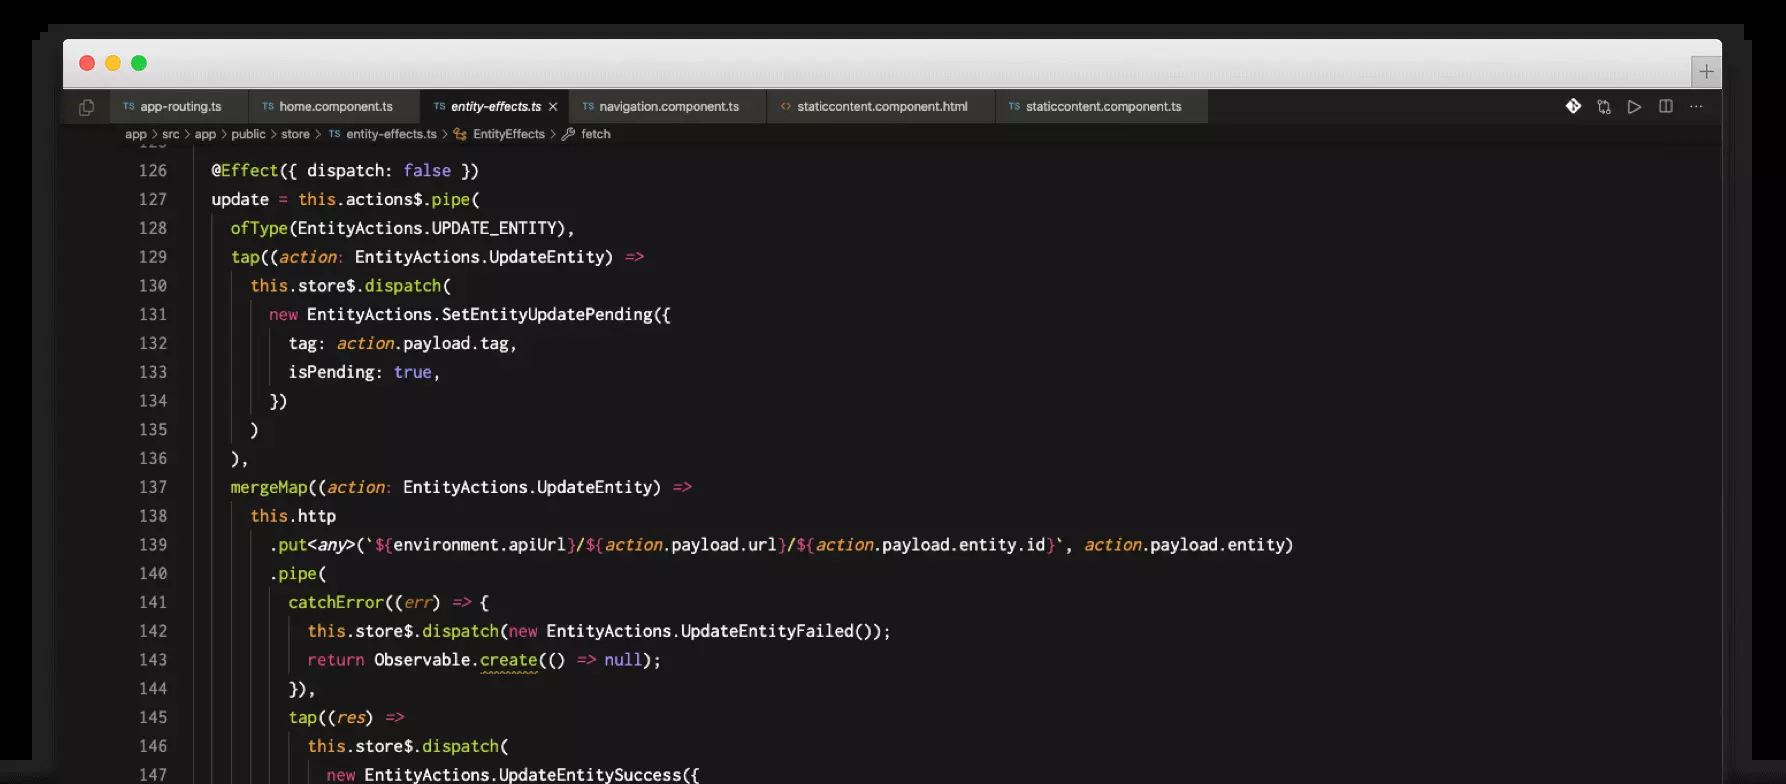 TS app-routing.ts TS home.component.ts TS entity-effects.ts × TS navigation.component.ts <> staticcontent.component.html TS staticcontent.component.ts
app > src > app > public > store > TS entity-effects.ts > EntityEffects > fetch
126 @Effect({ dispatch: false })
127 update = this.actions$.pipe(
128 ofType(EntityActions.UPDATE_ENTITY),
129 tap((action: EntityActions.UpdateEntity) =>
130 this.store$.dispatch(
131 new EntityActions.SetEntityUpdatePending({
132 tag: action.payload.tag,
133 isPending: true,
134 })
135 )
136 ),
137 mergeMap((action: EntityActions.UpdateEntity) =>
138 this.http
139 .put<any>(`${environment.apiUrl}/${action.payload.url}/${action.payload.entity.id}`, action.payload.entity)
140 .pipe(
141 catchError((err) => {
142 this.store$.dispatch(new EntityActions.UpdateEntityFailed());
143 return Observable.create(() => null);
144 }),
145 tap((res) =>
146 this.store$.dispatch(
147 new EntityActions.UpdateEntitySuccess({